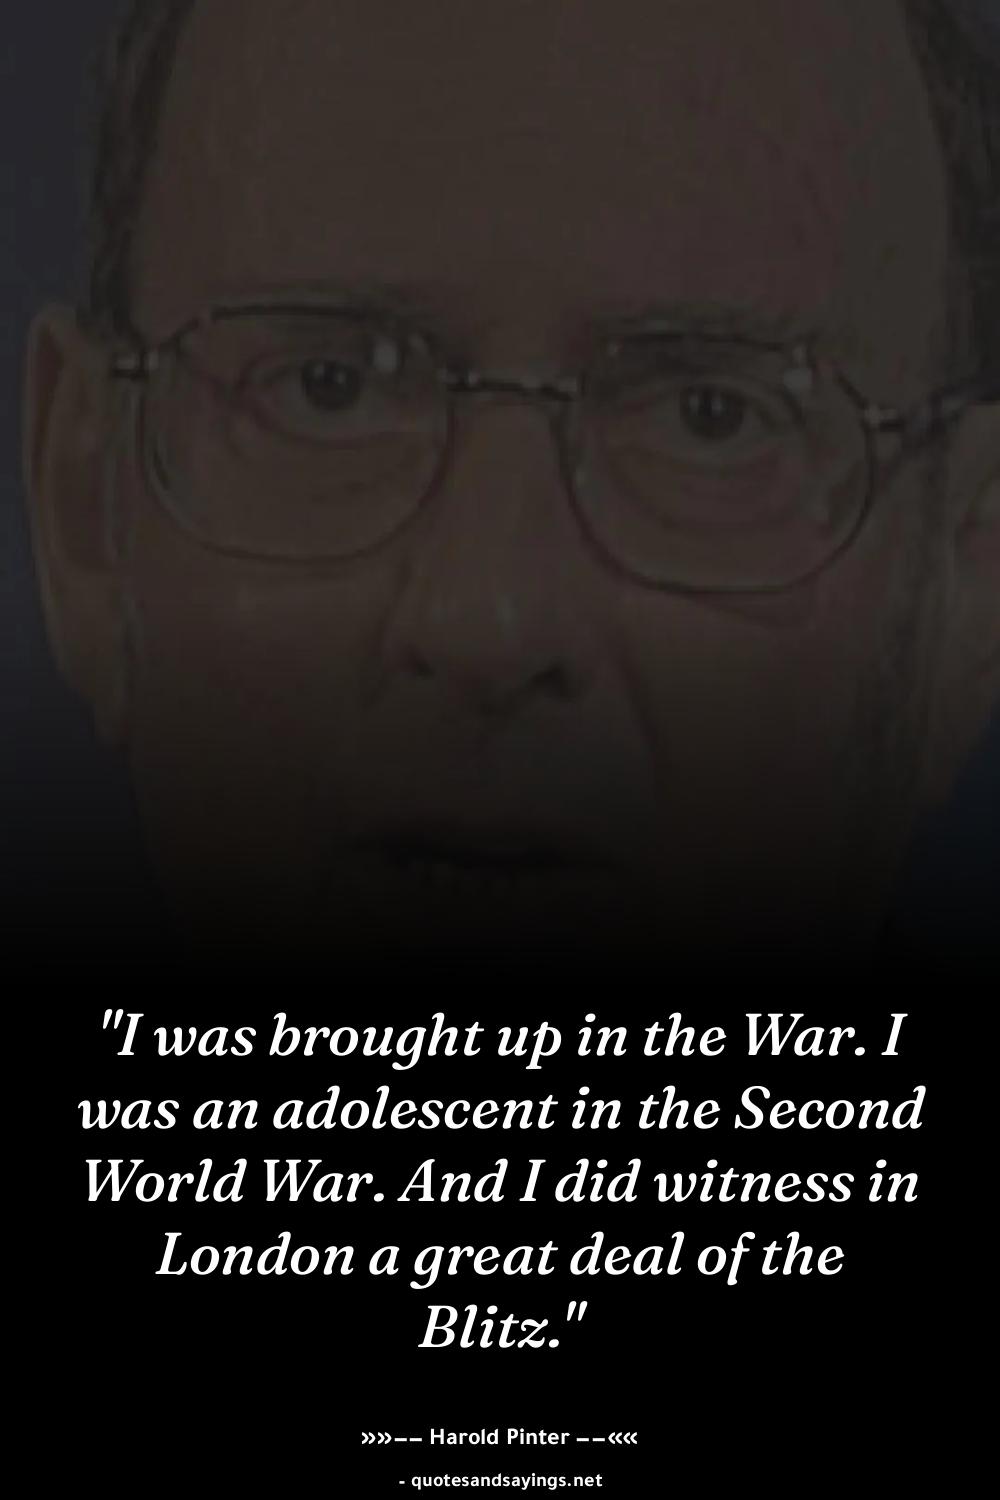 "I was brought up in the War. I
was an adolescent in the Second
World War. And I did witness in
London a great deal of the
Blitz."
»»–– Harold Pinter ––««
- quotesandsayings.net